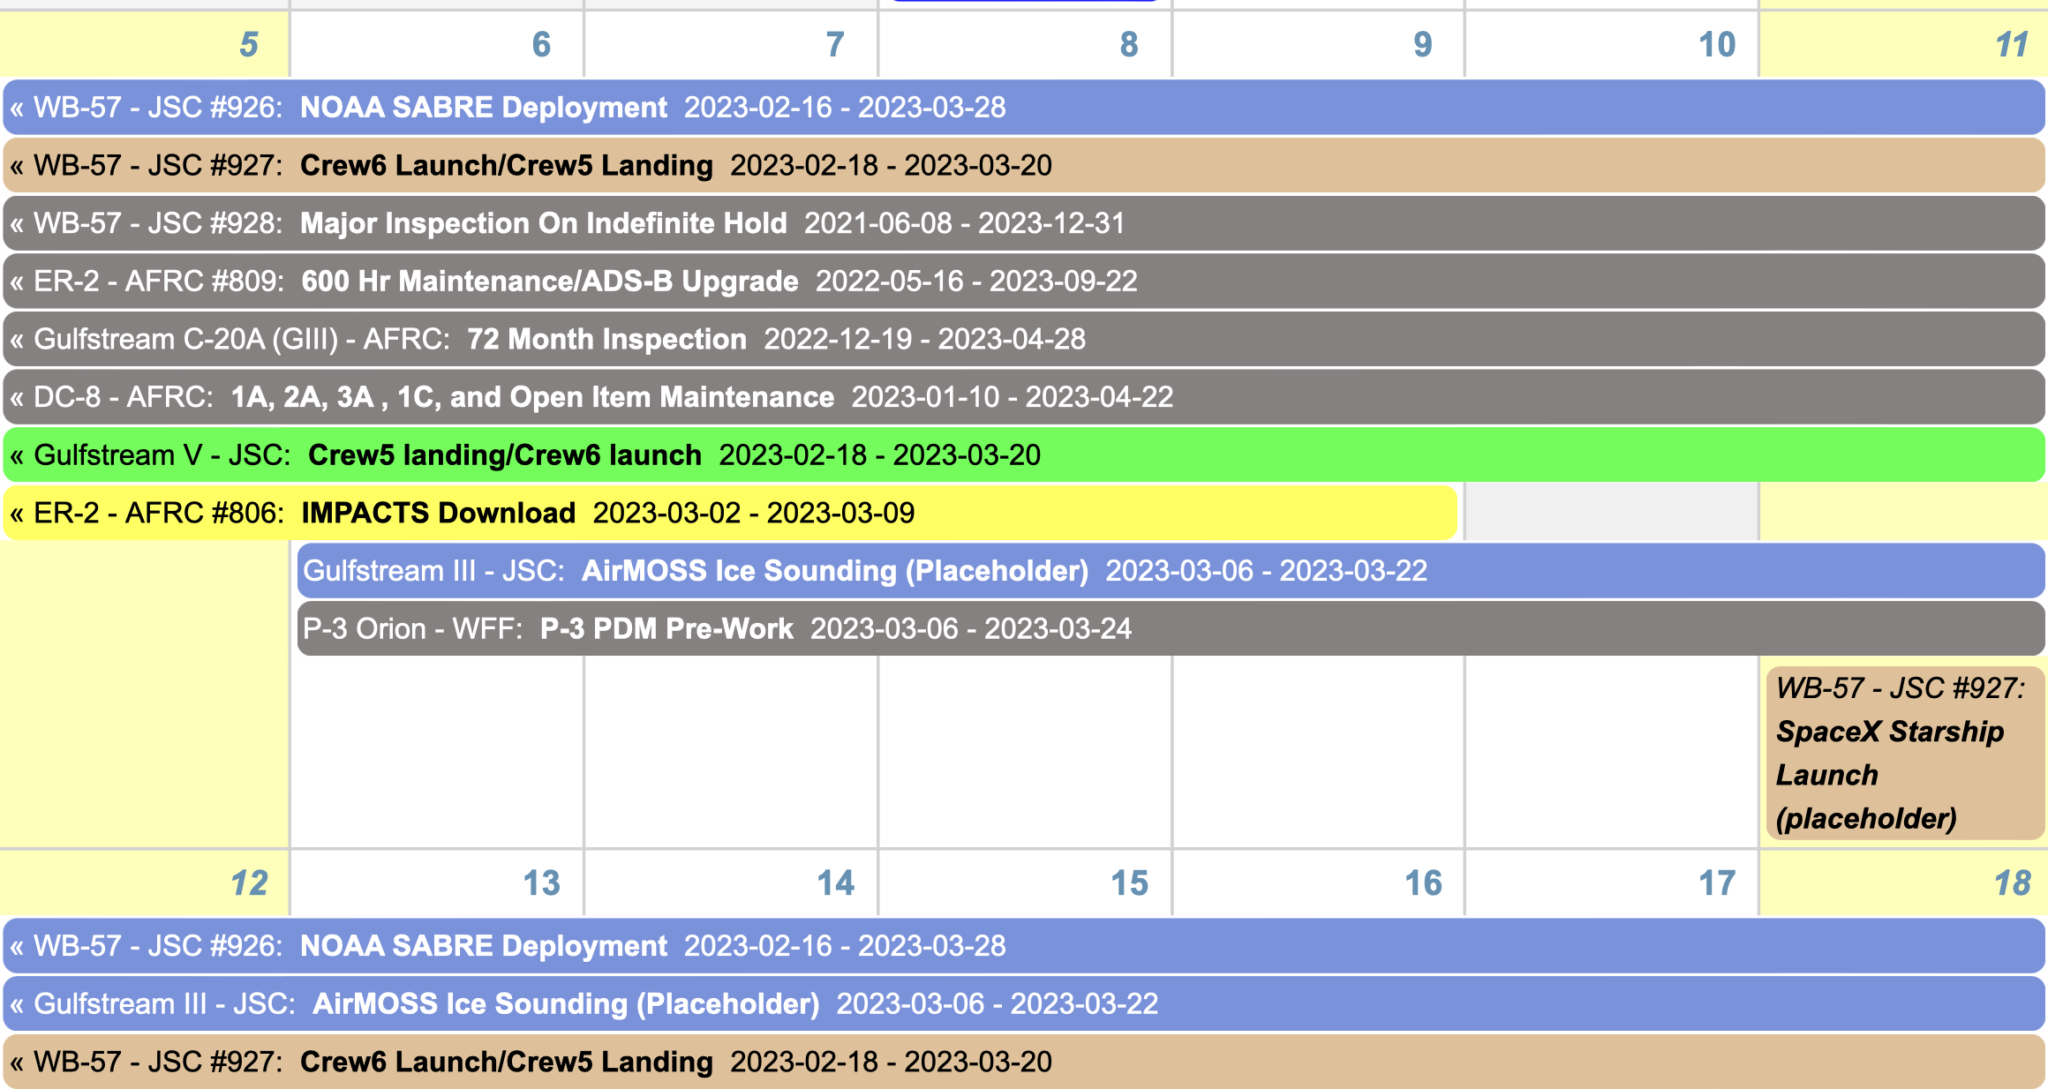 5 6 7 8 9 10 11
« WB-57 - JSC #926: NOAA SABRE Deployment 2023-02-16 - 2023-03-28
« WB-57 - JSC #927: Crew6 Launch/Crew5 Landing 2023-02-18 - 2023-03-20
« WB-57 - JSC #928: Major Inspection On Indefinite Hold 2021-06-08 - 2023-12-31
« ER-2 - AFRC #809: 600 Hr Maintenance/ADS-B Upgrade 2022-05-16 - 2023-09-22
« Gulfstream C-20A (GIII) - AFRC: 72 Month Inspection 2022-12-19 - 2023-04-28
« DC-8 - AFRC: 1A, 2A, 3A , 1C, and Open Item Maintenance 2023-01-10 - 2023-04-22
« Gulfstream V - JSC: Crew5 landing/Crew6 launch 2023-02-18 - 2023-03-20
« ER-2 - AFRC #806: IMPACTS Download 2023-03-02 - 2023-03-09
Gulfstream III - JSC: AirMOSS Ice Sounding (Placeholder) 2023-03-06 - 2023-03-22
P-3 Orion - WFF: P-3 PDM Pre-Work 2023-03-06 - 2023-03-24
WB-57 - JSC #927:
SpaceX Starship
Launch
(placeholder)
12 13 14 15 16 17 18
« WB-57 - JSC #926: NOAA SABRE Deployment 2023-02-16 - 2023-03-28
« Gulfstream III - JSC: AirMOSS Ice Sounding (Placeholder) 2023-03-06 - 2023-03-22
« WB-57 - JSC #927: Crew6 Launch/Crew5 Landing 2023-02-18 - 2023-03-20